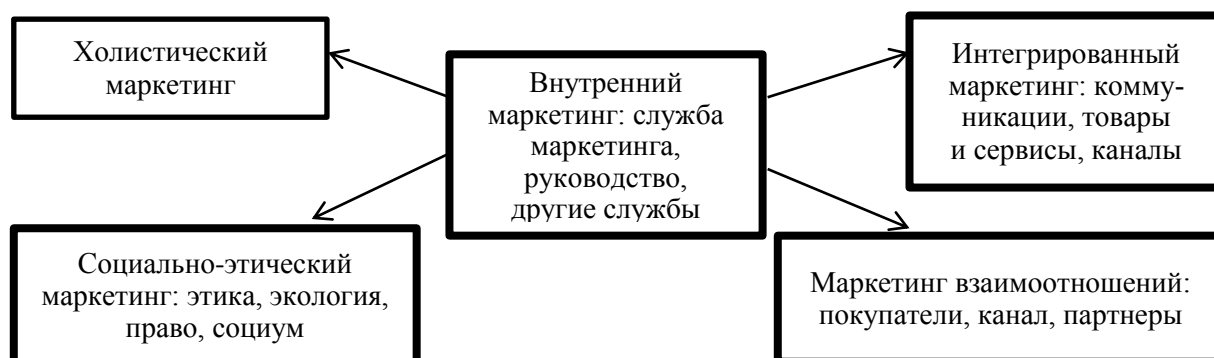 Холистический
маркетинг
Внутренний
маркетинг: служба
маркетинга,
руководство,
другие службы
Интегрированный
маркетинг: комму-
никации, товары
и сервисы, каналы
Социально-этический
маркетинг: этика, экология,
право, социум
Маркетинг взаимоотношений:
покупатели, канал, партнеры